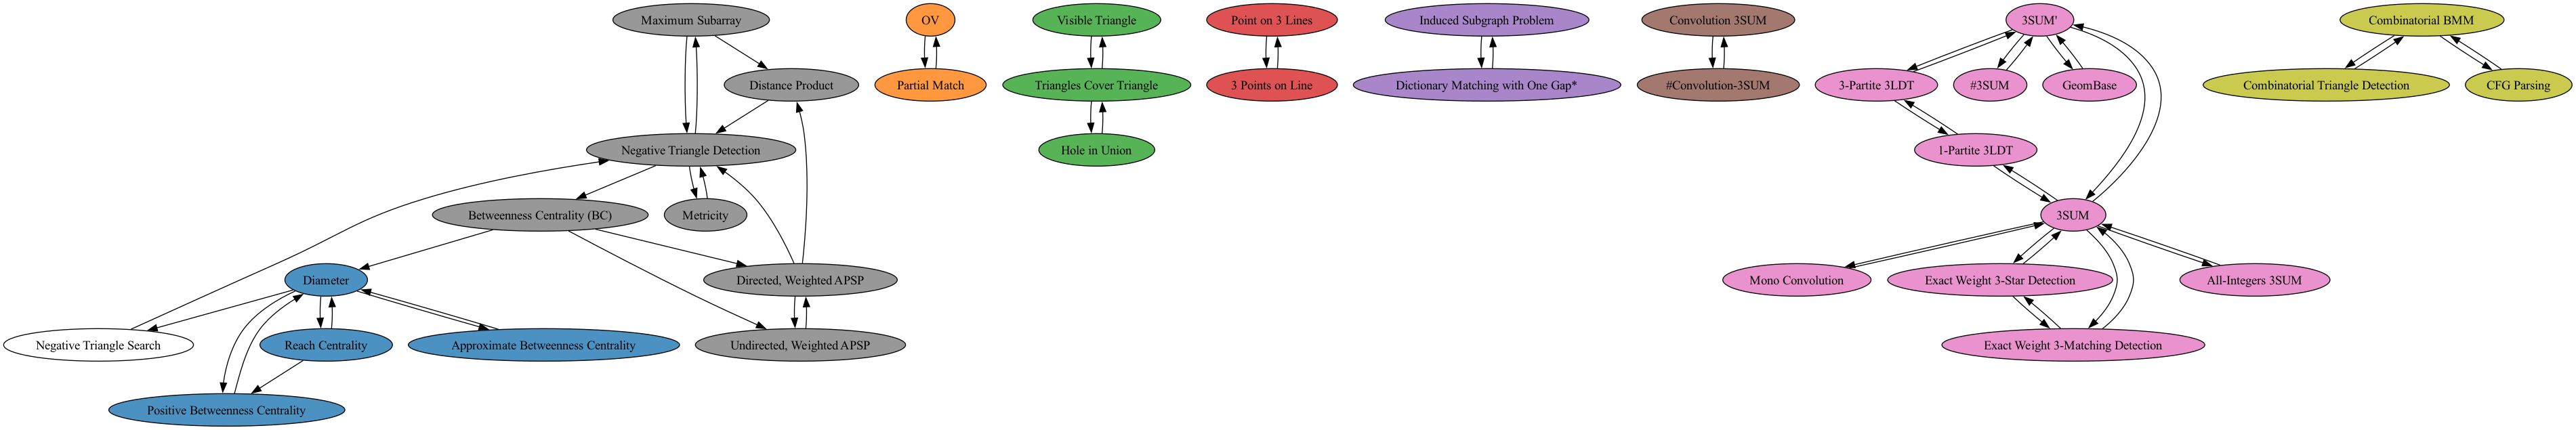 Maximum Subarray
OV
Visible Triangle
Point on 3 Lines
Induced Subgraph Problem
Convolution 3SUM
3SUM'
Combinatorial BMM
Distance Product
Partial Match
Triangles Cover Triangle
3 Points on Line
Dictionary Matching with One Gap*
#Convolution-3SUM
3-Partite 3LDT
#3SUM
GeomBase
Combinatorial Triangle Detection
CFG Parsing
Negative Triangle Detection
Hole in Union
1-Partite 3LDT
Betweenness Centrality (BC)
Metricity
3SUM
Diameter
Directed, Weighted APSP
Mono Convolution
Exact Weight 3-Star Detection
All-Integers 3SUM
Negative Triangle Search
Reach Centrality
Approximate Betweenness Centrality
Undirected, Weighted APSP
Exact Weight 3-Matching Detection
Positive Betweenness Centrality